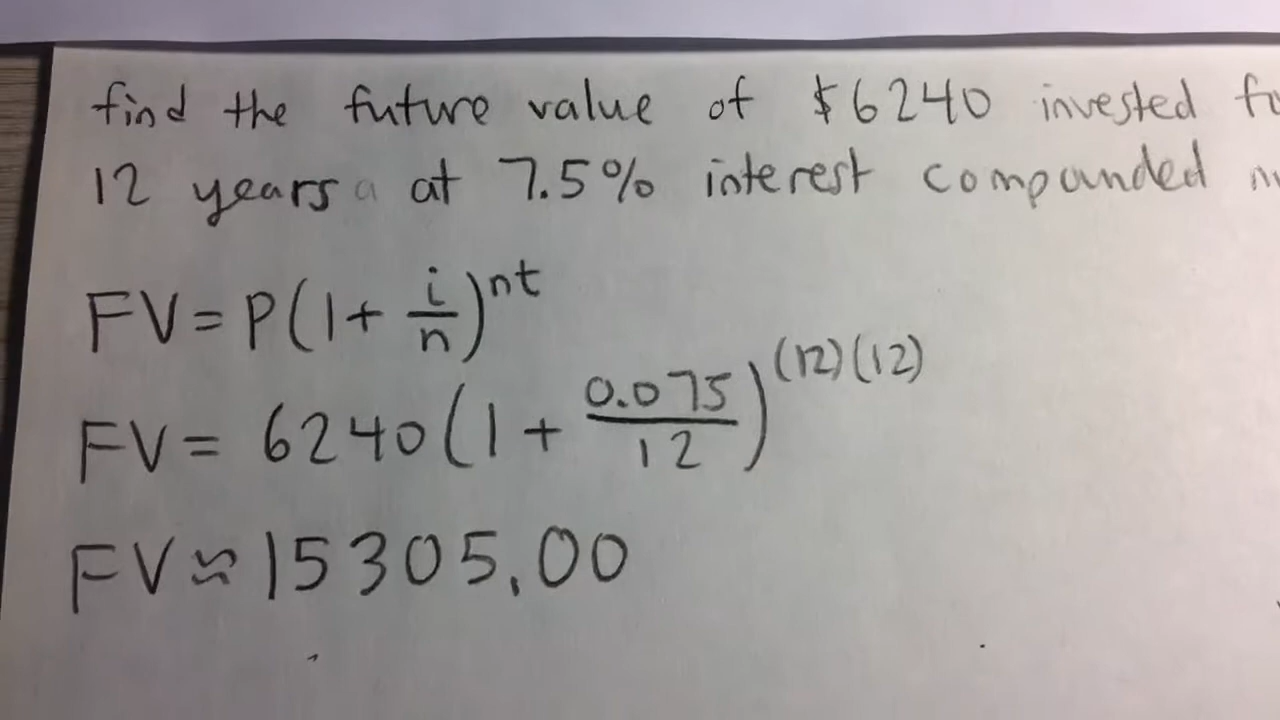 find the future value of $6240 invested
12 years at 7.5% interest compounded
FV = P(1 + i/n)^nt
FV = 6240(1 + 0.075/12)^(12)(12)
FV ≈ 15305.00